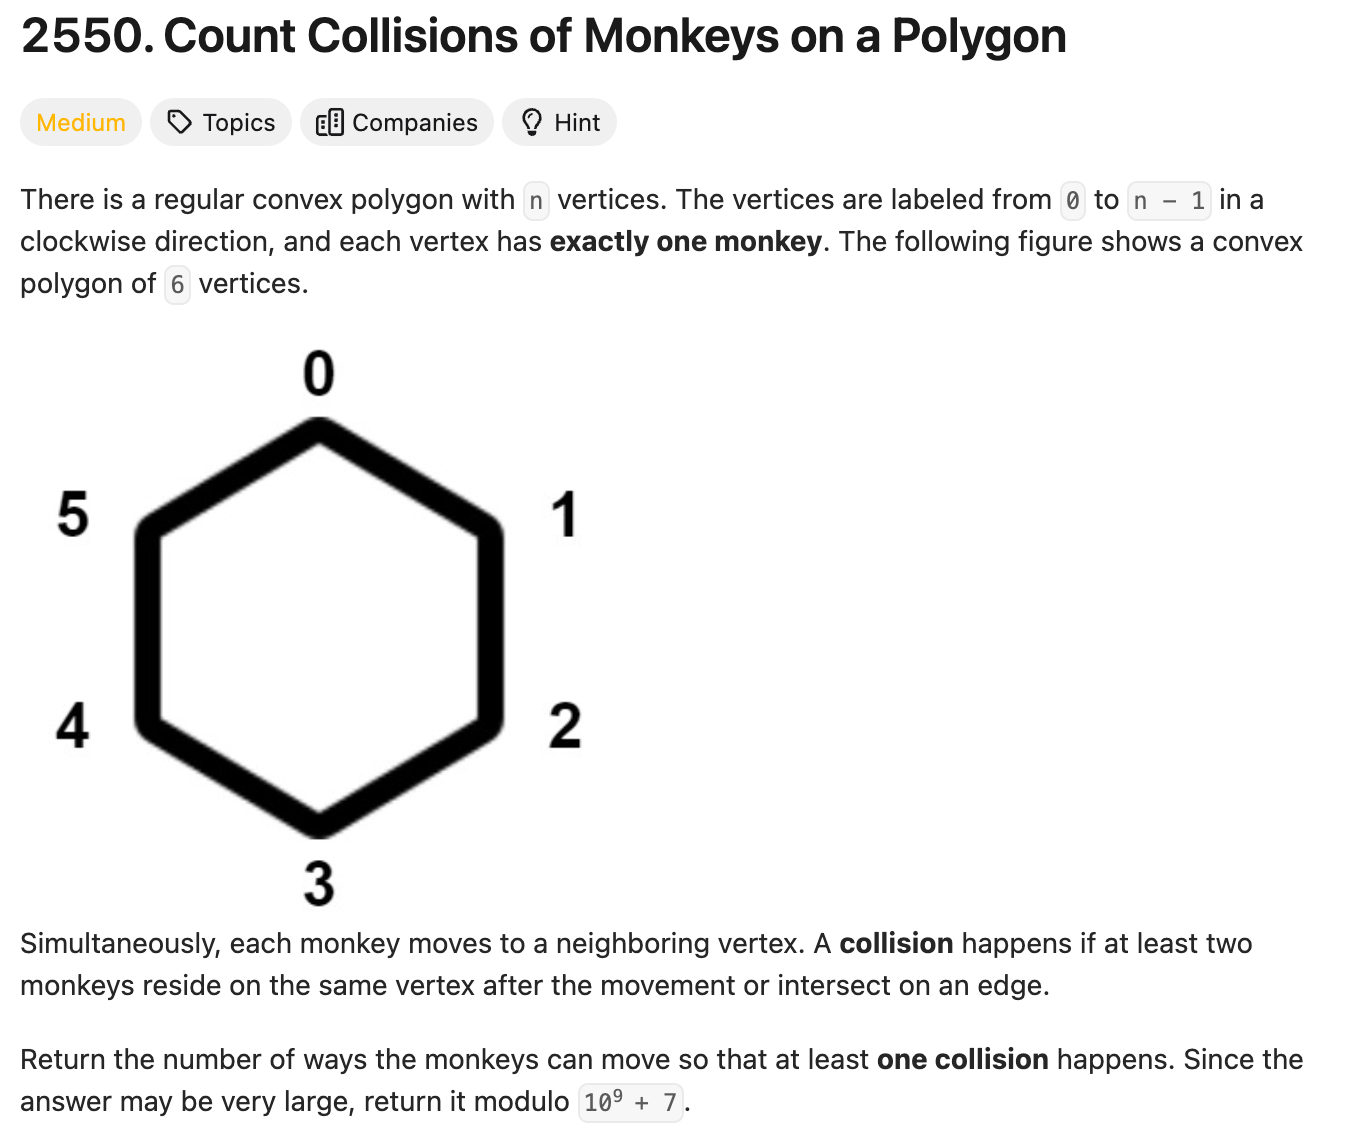 2550. Count Collisions of Monkeys on a Polygon
Medium Topics Companies Hint
There is a regular convex polygon with n vertices. The vertices are labeled from 0 to n - 1 in a
clockwise direction, and each vertex has exactly one monkey. The following figure shows a convex
polygon of 6 vertices.
0
5 1
4 2
3
Simultaneously, each monkey moves to a neighboring vertex. A collision happens if at least two
monkeys reside on the same vertex after the movement or intersect on an edge.
Return the number of ways the monkeys can move so that at least one collision happens. Since the
answer may be very large, return it modulo 10⁹ + 7.